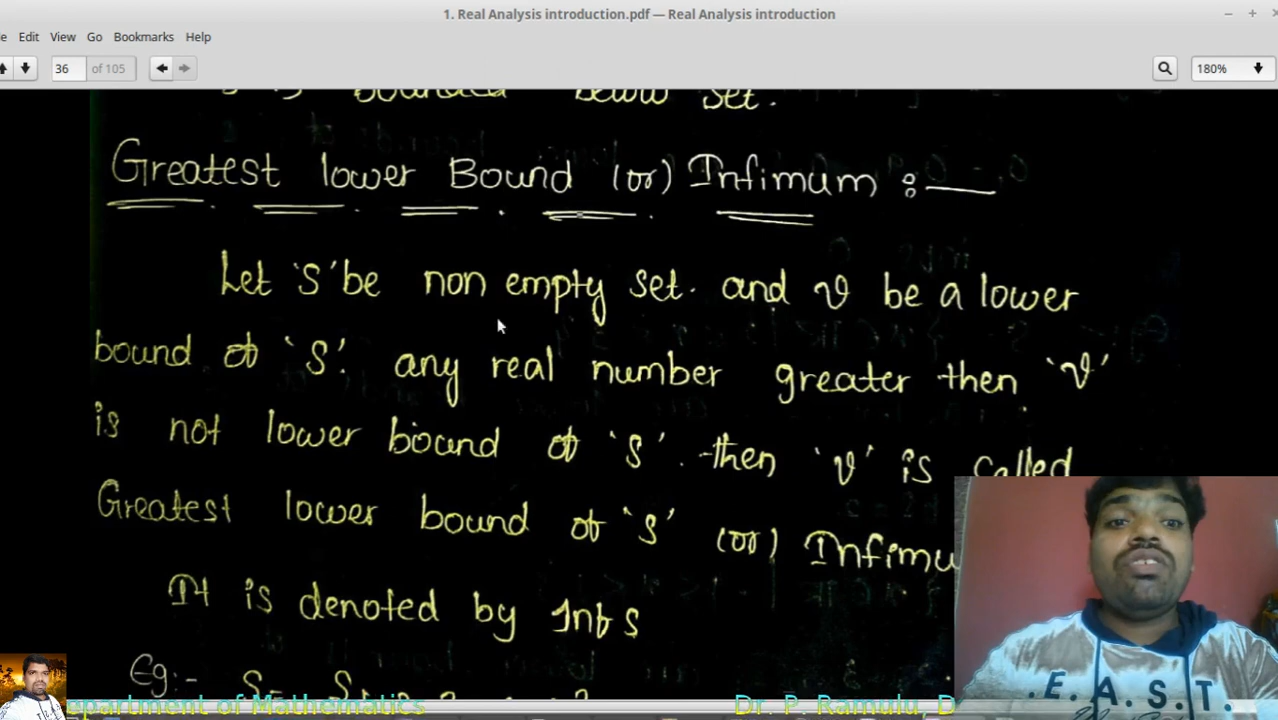 1. Real Analysis introduction.pdf — Real Analysis introduction
Edit View Go Bookmarks Help
36 of 105 180%
bounded below set.
Greatest lower Bound (or) Infimum :—
Let 'S' be non empty set. and v be a lower
bound of 'S'. any real number greater then 'v'
is not lower bound of 'S'. then 'v' is called
Greatest lower bound of 'S' (or) Infimu
It is denoted by Inf S
Eg:-
.E.A.S.T.
epartment of Mathematics Dr. P. Ramulu, D